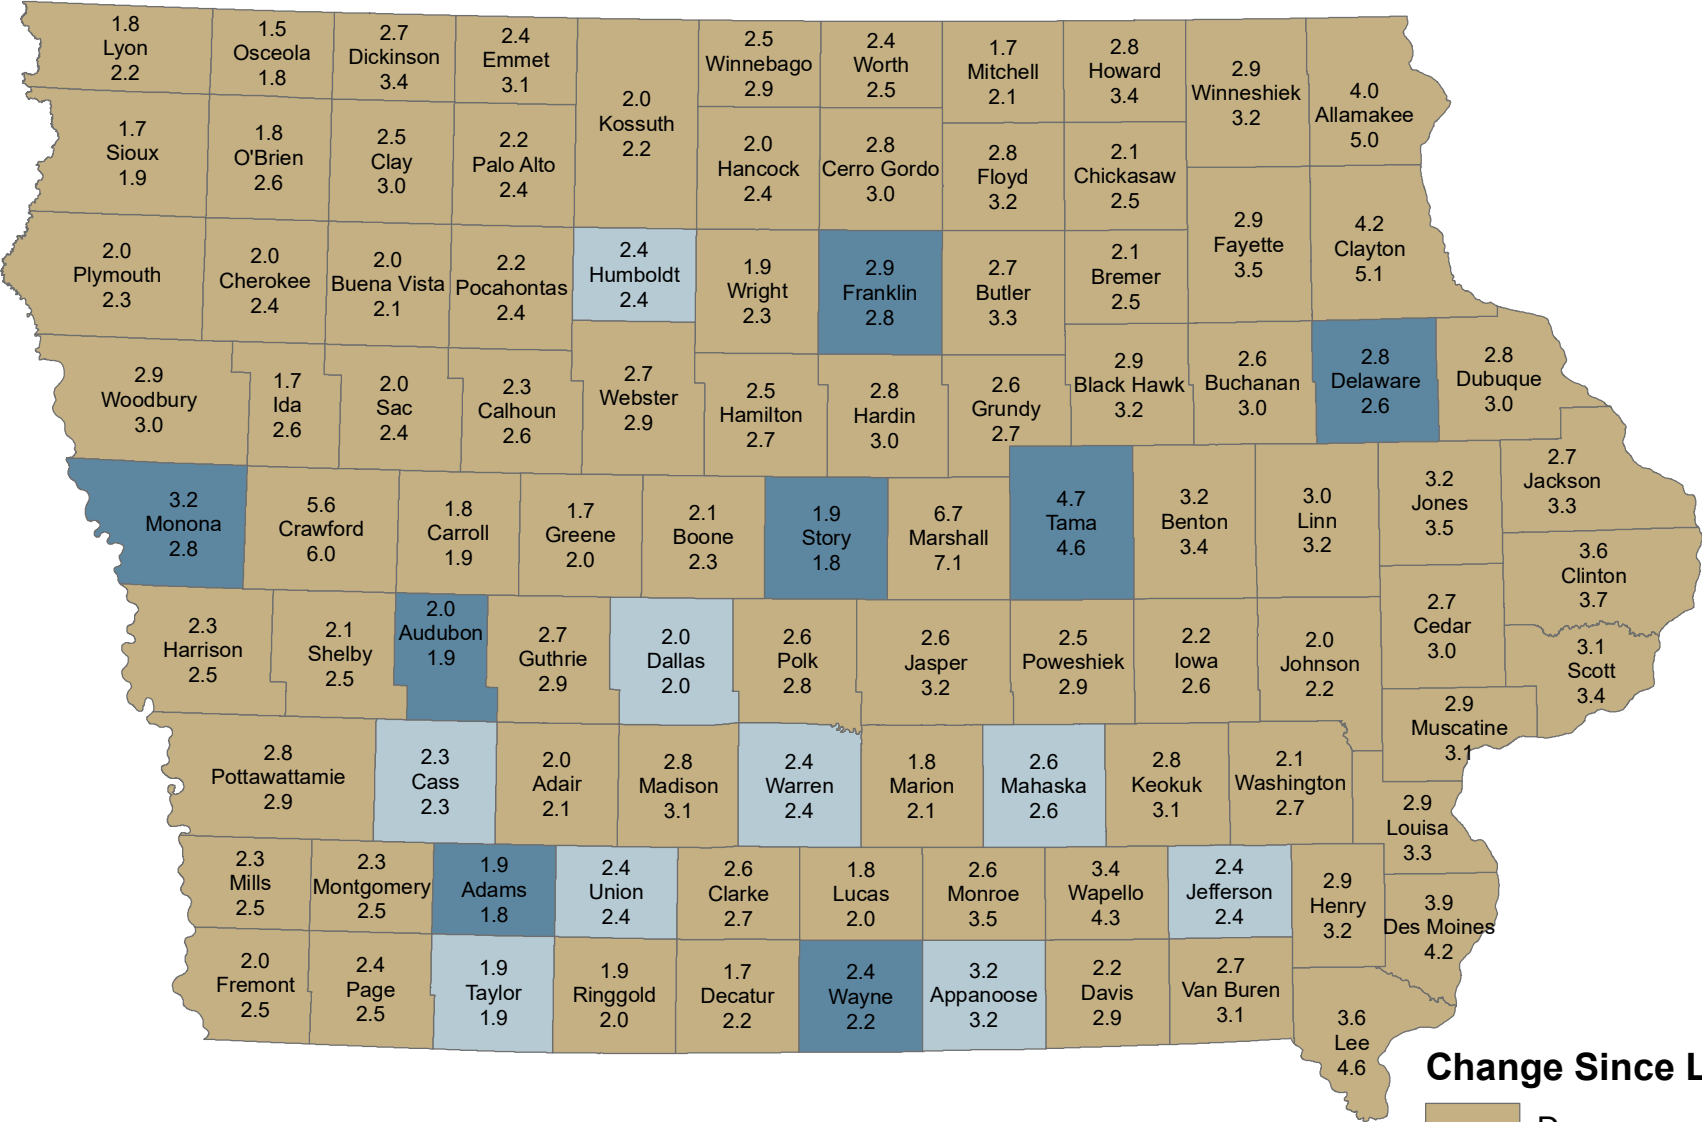 1.8
Lyon
2.2
1.5
Osceola
1.8
2.7
Dickinson
3.4
2.4
Emmet
3.1
2.0
Kossuth
2.2
2.5
Winnebago
2.9
2.4
Worth
2.5
1.7
Mitchell
2.1
2.8
Howard
3.4
2.9
Winneshiek
3.2
4.0
Allamakee
5.0
1.7
Sioux
1.9
1.8
O'Brien
2.6
2.5
Clay
3.0
2.2
Palo Alto
2.4
2.0
Hancock
2.4
2.8
Cerro Gordo
3.0
2.8
Floyd
3.2
2.1
Chickasaw
2.5
2.0
Plymouth
2.3
2.0
Cherokee
2.4
2.0
Buena Vista
2.1
2.2
Pocahontas
2.4
2.4
Humboldt
2.4
1.9
Wright
2.3
2.9
Franklin
2.8
2.7
Butler
3.3
2.1
Bremer
2.5
2.9
Fayette
3.5
4.2
Clayton
5.1
2.9
Woodbury
3.0
1.7
Ida
2.6
2.0
Sac
2.4
2.3
Calhoun
2.6
2.7
Webster
2.9
2.5
Hamilton
2.7
2.8
Hardin
3.0
2.6
Grundy
2.7
2.9
Black Hawk
3.2
2.6
Buchanan
3.0
2.8
Delaware
2.6
2.8
Dubuque
3.0
3.2
Monona
2.8
5.6
Crawford
6.0
1.8
Carroll
1.9
1.7
Greene
2.0
2.1
Boone
2.3
1.9
Story
1.8
6.7
Marshall
7.1
4.7
Tama
4.6
3.2
Benton
3.4
3.0
Linn
3.2
3.2
Jones
3.5
2.7
Jackson
3.3
3.6
Clinton
3.7
2.3
Harrison
2.5
2.1
Shelby
2.5
2.0
Audubon
1.9
2.7
Guthrie
2.9
2.0
Dallas
2.0
2.6
Polk
2.8
2.6
Jasper
3.2
2.5
Poweshiek
2.9
2.2
Iowa
2.6
2.0
Johnson
2.2
2.7
Cedar
3.0
3.1
Scott
3.4
2.9
Muscatine
3.1
2.8
Pottawattamie
2.9
2.3
Cass
2.3
2.0
Adair
2.1
2.8
Madison
3.1
2.4
Warren
2.4
1.8
Marion
2.1
2.6
Mahaska
2.6
2.8
Keokuk
3.1
2.1
Washington
2.7
2.9
Louisa
3.3
2.3
Mills
2.5
2.3
Montgomery
2.5
1.9
Adams
1.8
2.4
Union
2.4
2.6
Clarke
2.7
1.8
Lucas
2.0
2.6
Monroe
3.5
3.4
Wapello
4.3
2.4
Jefferson
2.4
2.9
Henry
3.2
3.9
Des Moines
4.2
2.0
Fremont
2.5
2.4
Page
2.5
1.9
Taylor
1.9
1.9
Ringgold
2.0
1.7
Decatur
2.2
2.4
Wayne
2.2
3.2
Appanoose
3.2
2.2
Davis
2.9
2.7
Van Buren
3.1
3.6
Lee
4.6
Change Since L